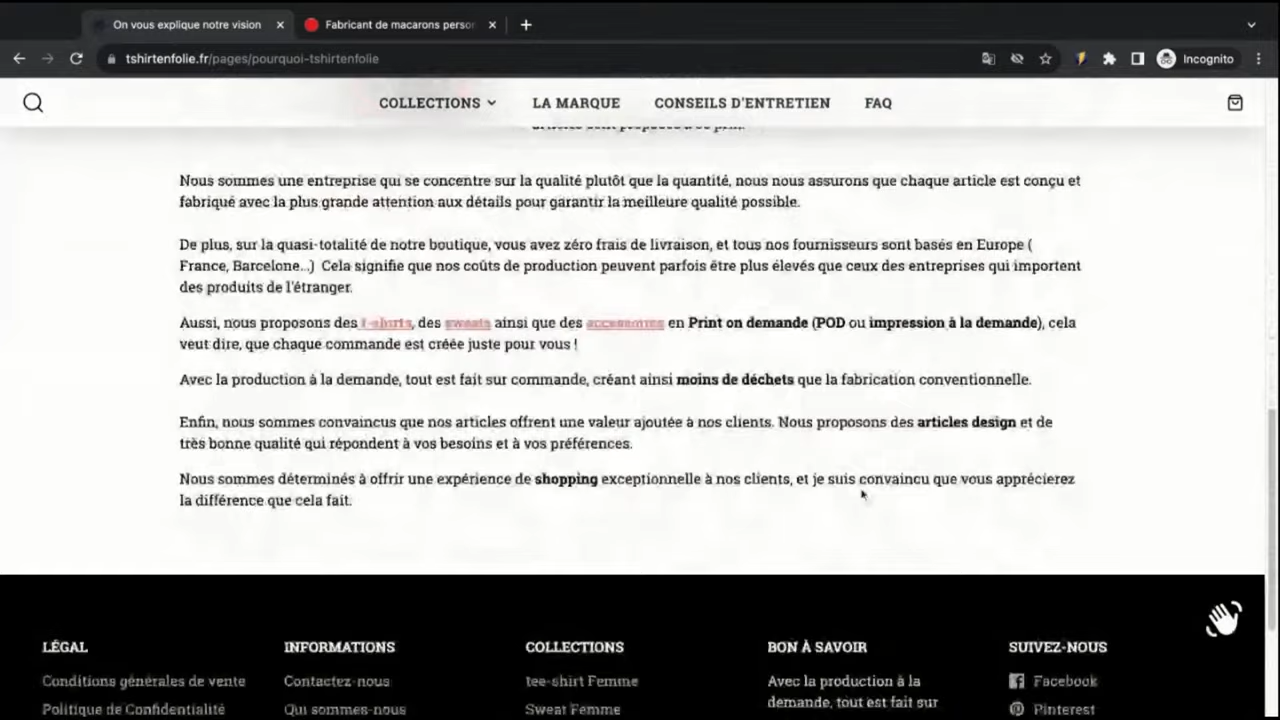 On vous explique notre vision
Fabricant de macarons perso
tshirtenfolie.fr/pages/pourquoi-tshirtenfolie
Incognito
COLLECTIONS
LA MARQUE
CONSEILS D'ENTRETIEN
FAQ
Nous sommes une entreprise qui se concentre sur la qualité plutôt que la quantité, nous nous assurons que chaque article est conçu et
fabriqué avec la plus grande attention aux détails pour garantir la meilleure qualité possible.
De plus, sur la quasi-totalité de notre boutique, vous avez zéro frais de livraison, et tous nos fournisseurs sont basés en Europe (
France, Barcelone...) Cela signifie que nos coûts de production peuvent parfois être plus élevés que ceux des entreprises qui importent
des produits de l'étranger.
Aussi, nous proposons des t-shirts, des sweats ainsi que des accessoires en Print on demande (POD ou impression à la demande), cela
veut dire, que chaque commande est créée juste pour vous !
Avec la production à la demande, tout est fait sur commande, créant ainsi moins de déchets que la fabrication conventionnelle.
Enfin, nous sommes convaincus que nos articles offrent une valeur ajoutée à nos clients. Nous proposons des articles design et de
très bonne qualité qui répondent à vos besoins et à vos préférences.
Nous sommes déterminés à offrir une expérience de shopping exceptionnelle à nos clients, et je suis convaincu que vous apprécierez
la différence que cela fait.
LÉGAL
Conditions générales de vente
Politique de Confidentialité
INFORMATIONS
Contactez-nous
Qui sommes-nous
COLLECTIONS
tee-shirt Femme
Sweat Femme
BON À SAVOIR
Avec la production à la
demande, tout est fait sur
SUIVEZ-NOUS
Facebook
Pinterest